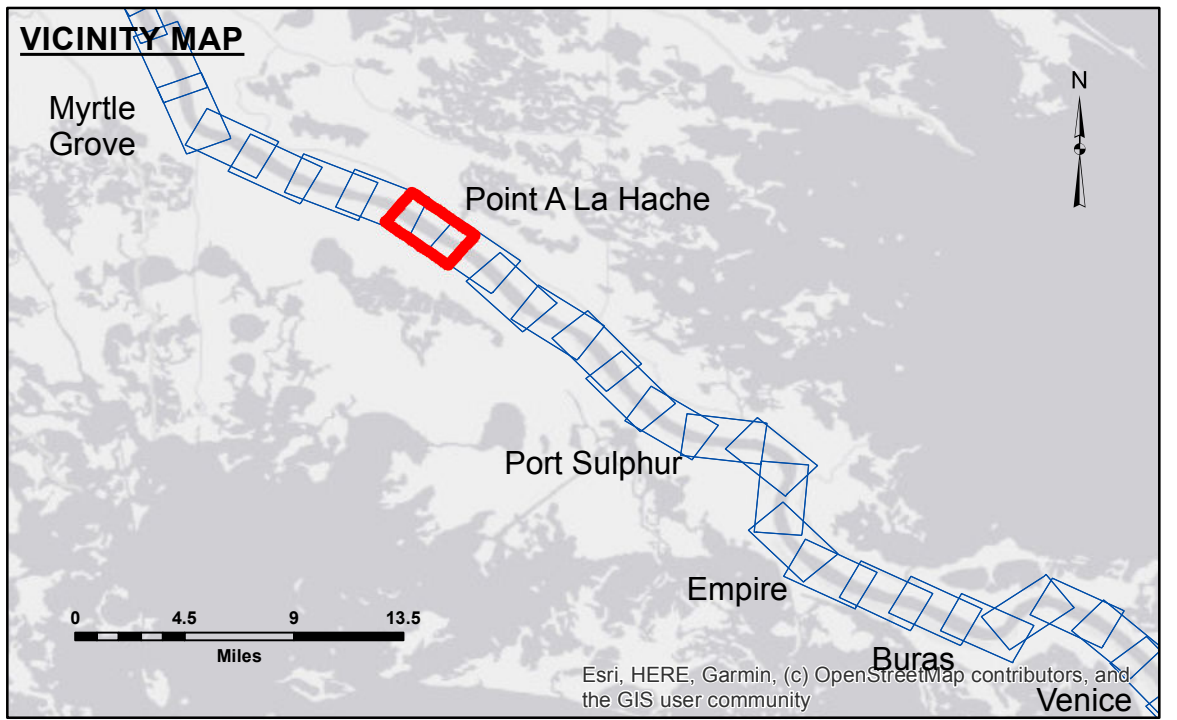 VICINITY MAP
N
Myrtle
Grove
Point A La Hache
Port Sulphur
Empire
0 4.5 9 13.5
Miles
Buras
Esri, HERE, Garmin, (c) OpenStreetMap contributors, and
the GIS user community
Venice